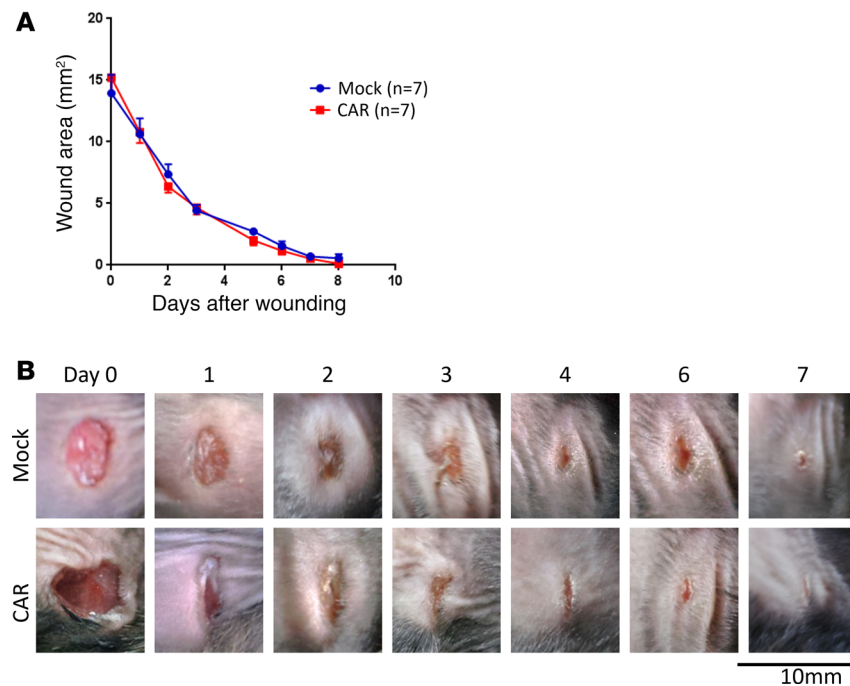 A
20
15
10
5
0
Wound area (mm²)
0 2 4 6 8 10
Days after wounding
Mock (n=7)
CAR (n=7)
B
Day 0 1 2 3 4 6 7
Mock
CAR
10mm